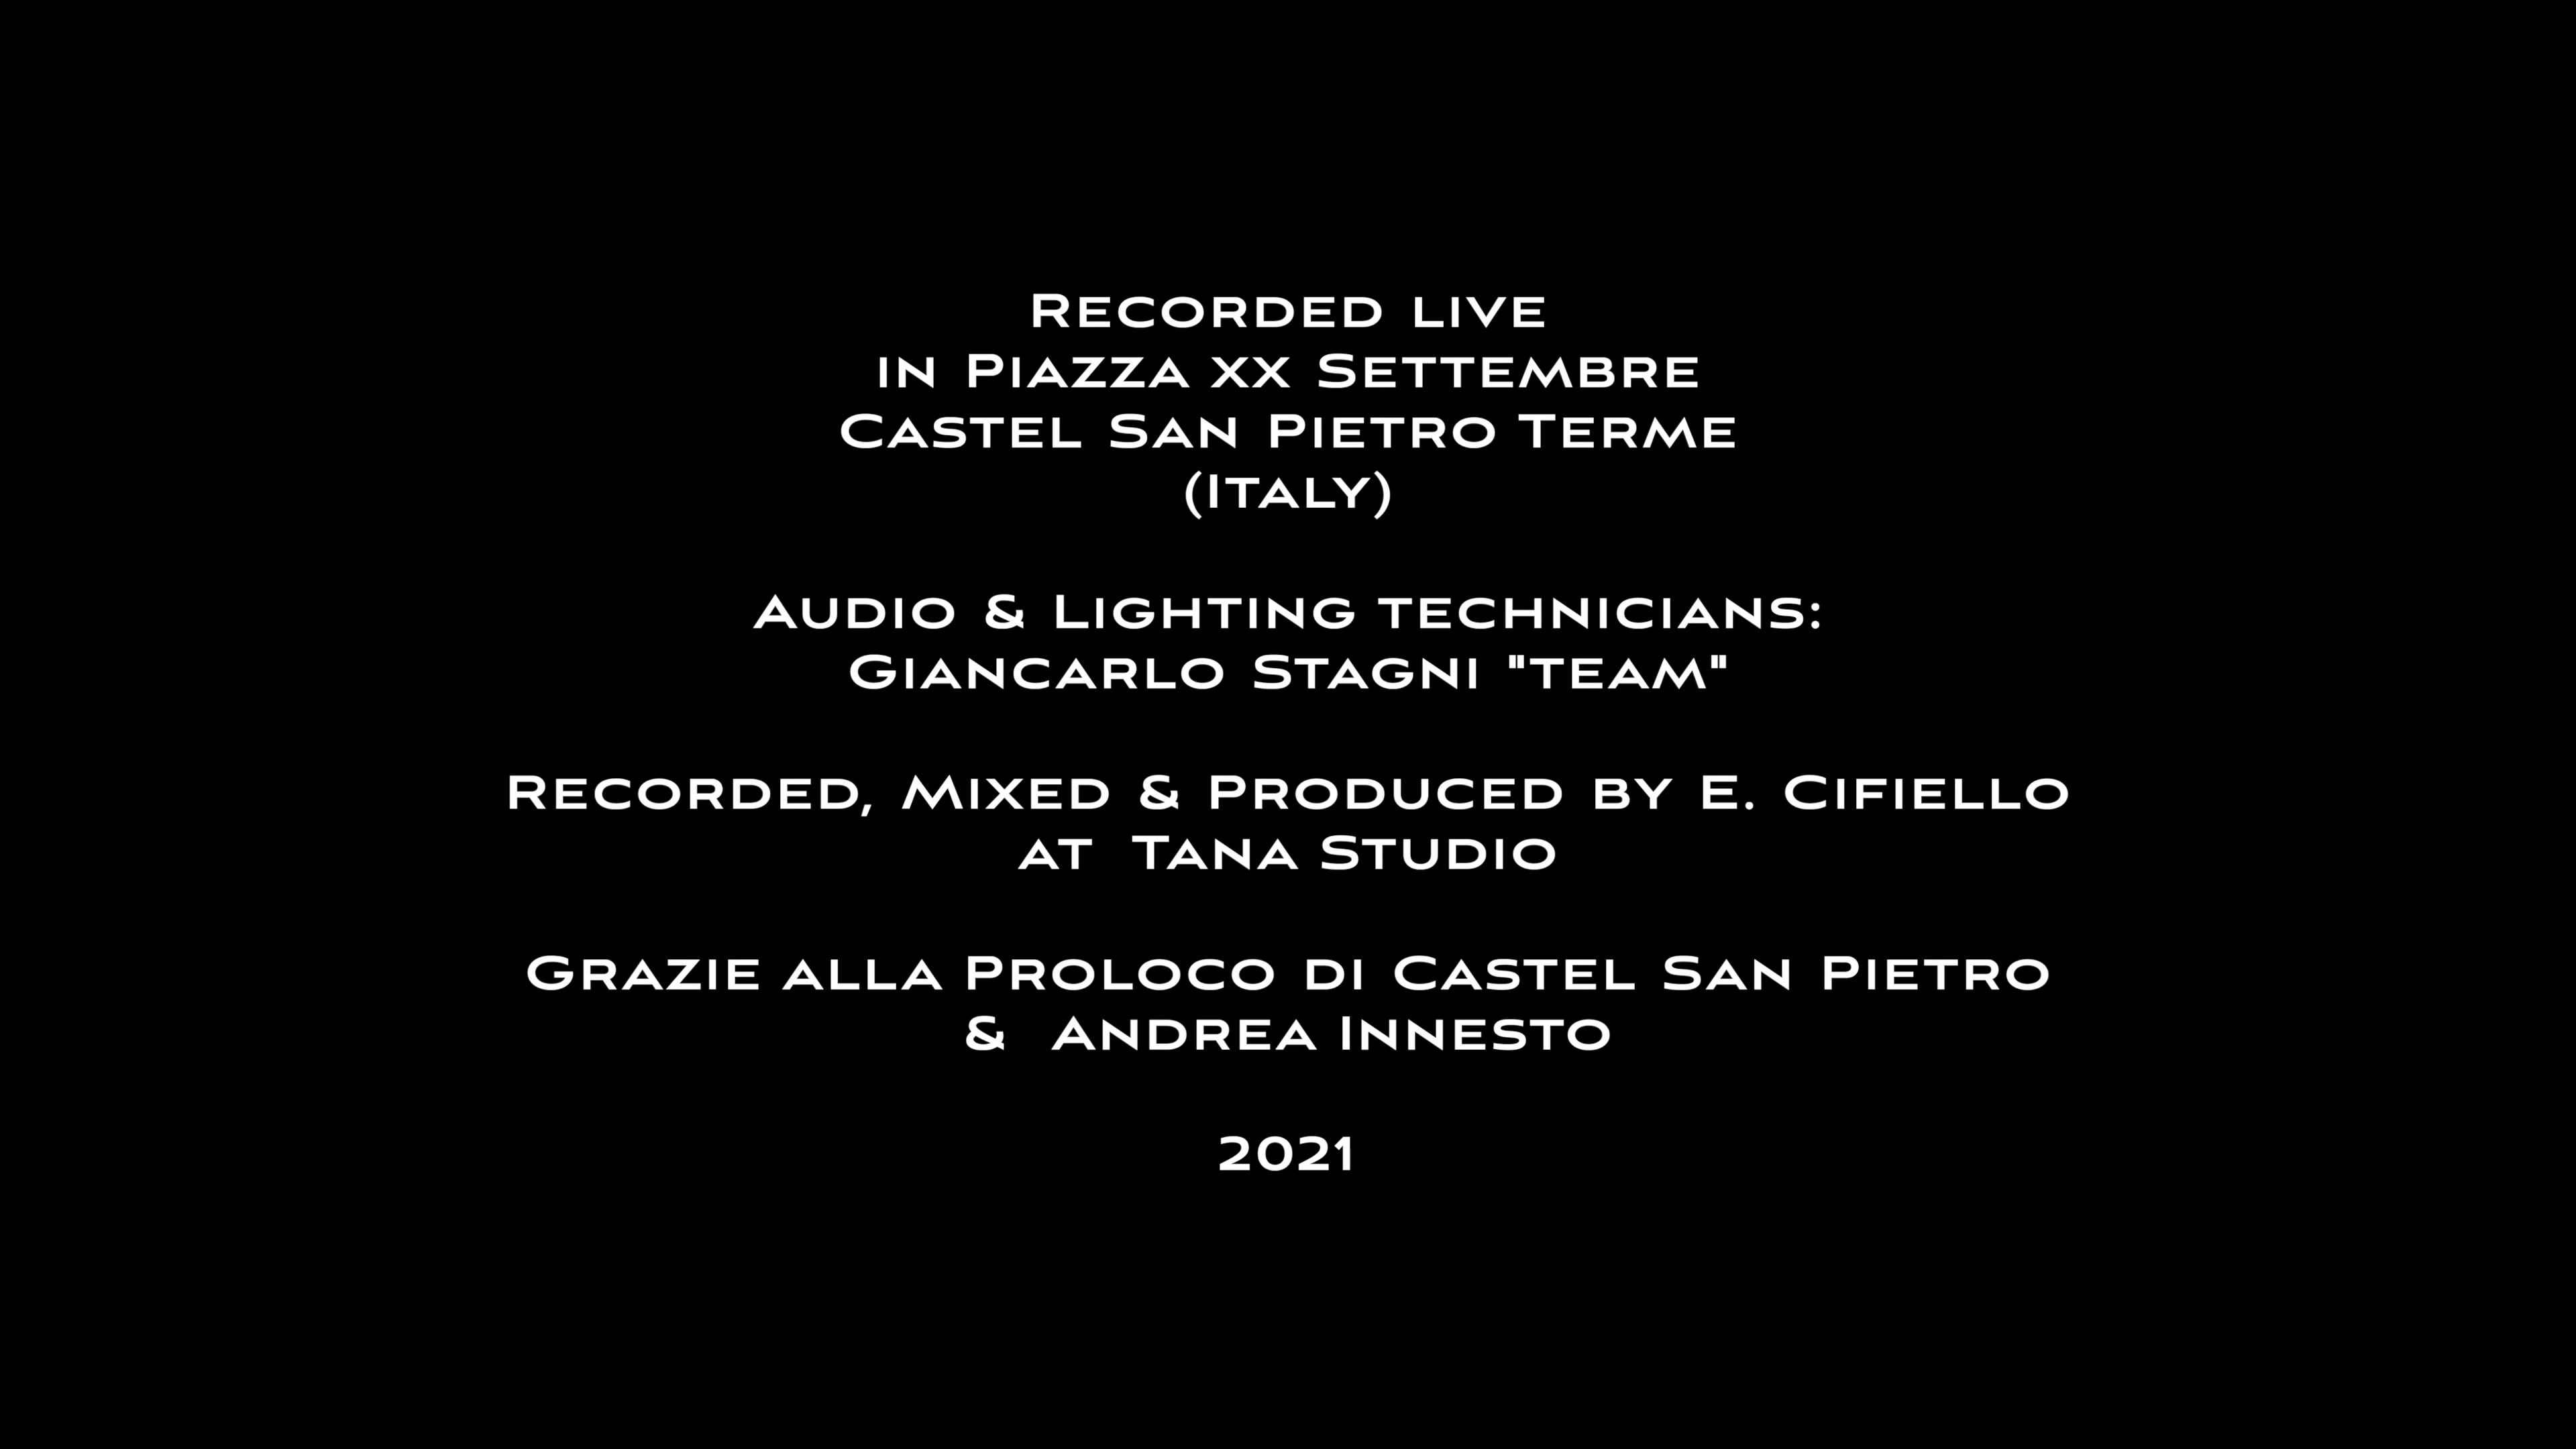 Recorded live
in Piazza xx Settembre
Castel San Pietro Terme
(Italy)
Audio & Lighting technicians:
Giancarlo Stagni "team"
Recorded, Mixed & Produced by E. Cifiello
at Tana Studio
Grazie alla Proloco di Castel San Pietro
& Andrea Innesto
2021